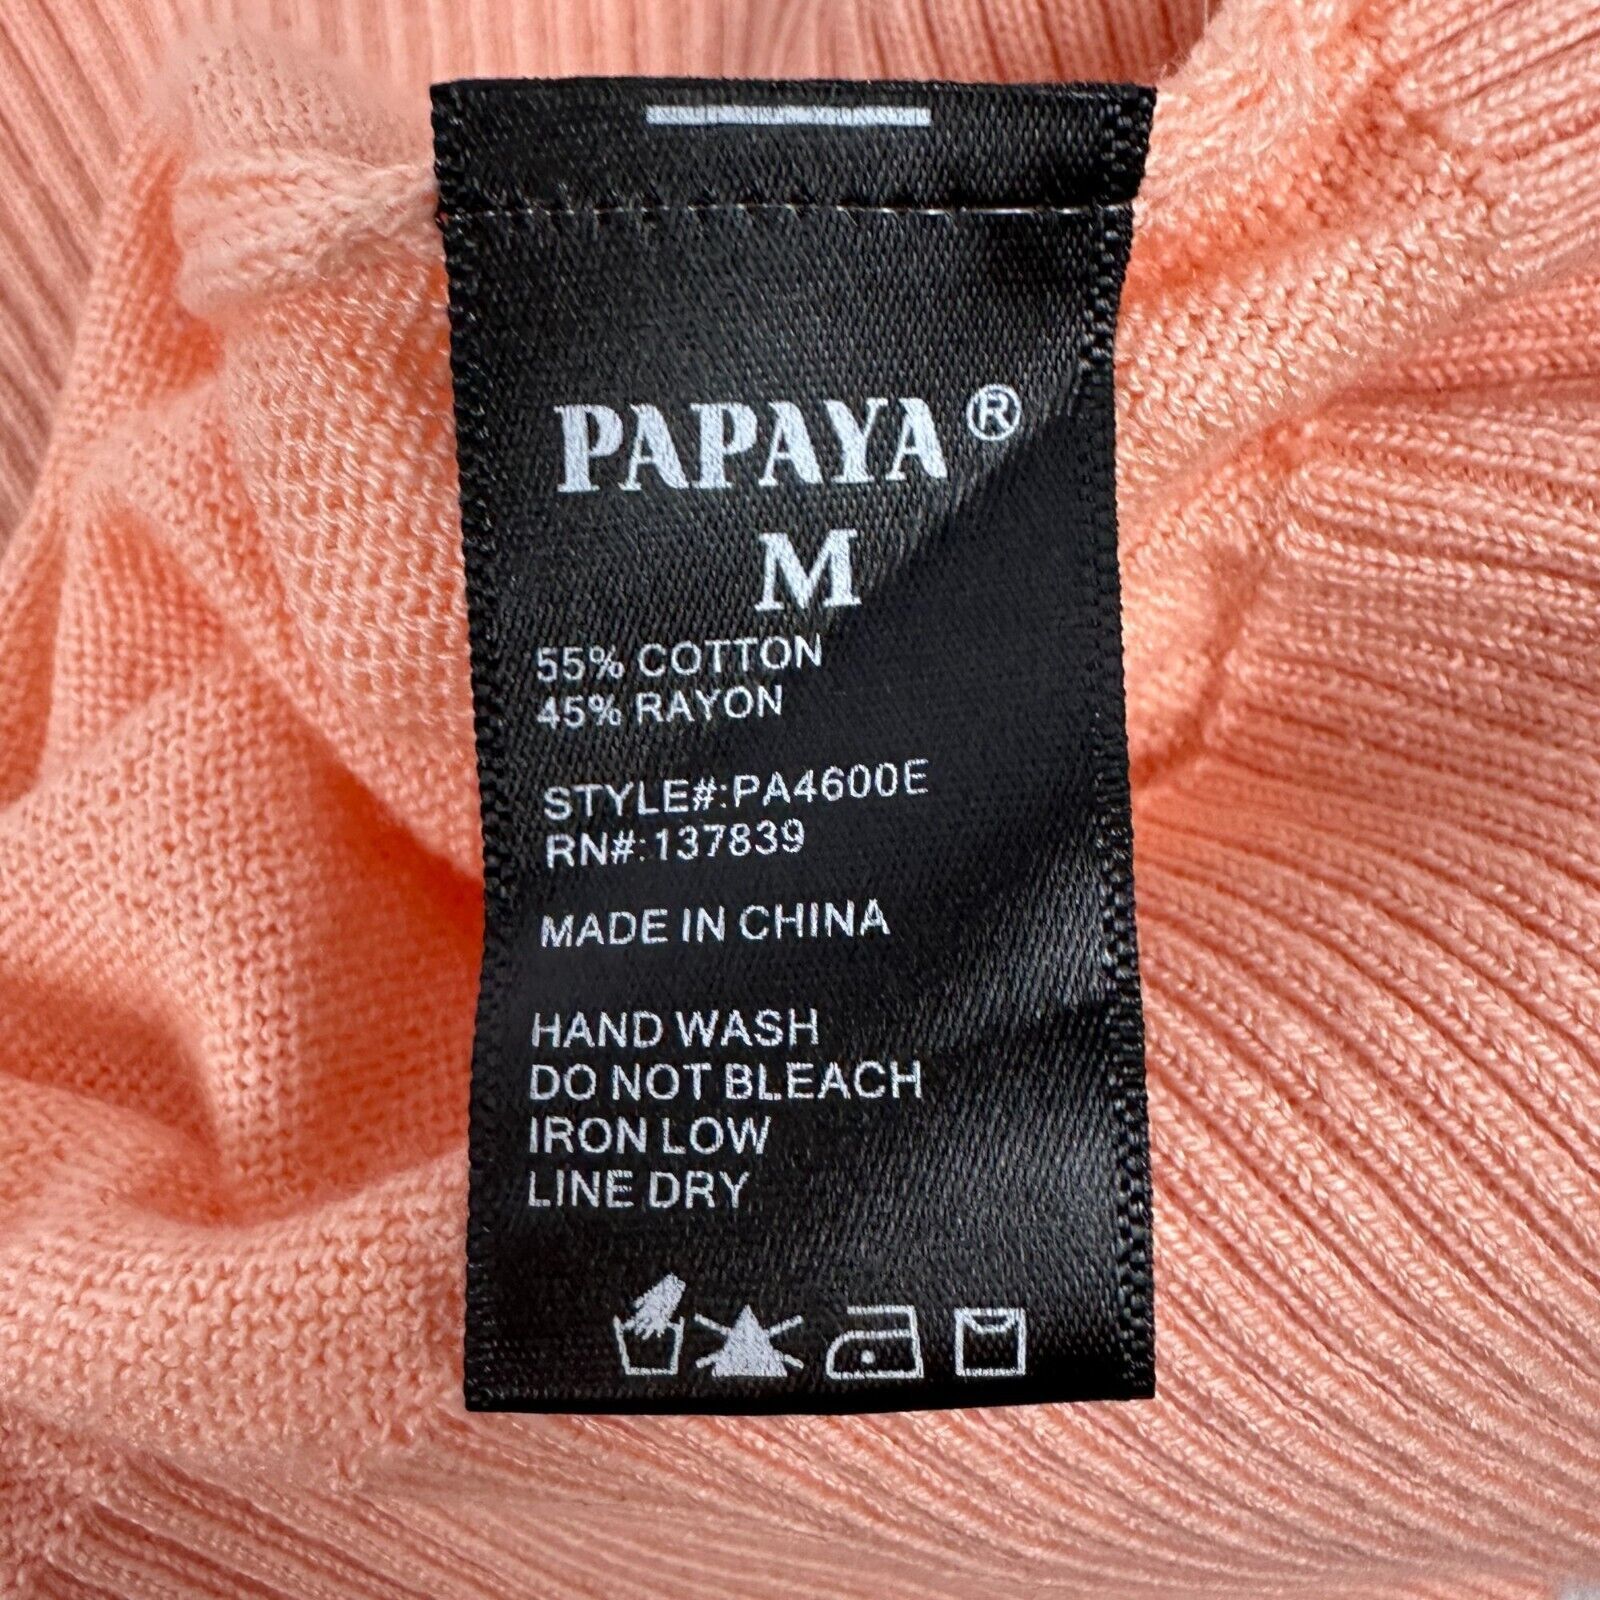 PAPAYA®
M
55% COTTON
45% RAYON
STYLE#:PA4600E
RN#:137839
MADE IN CHINA
HAND WASH
DO NOT BLEACH
IRON LOW
LINE DRY